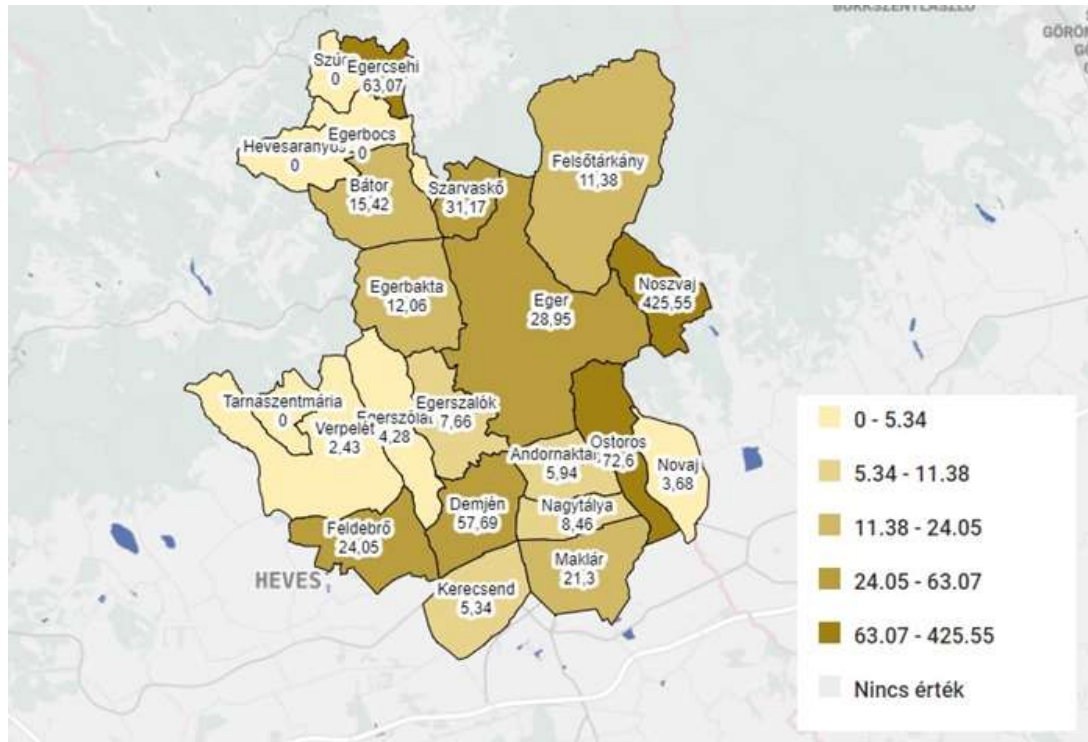 BÜKKSZENTLÁSZLÓ
Egercsehi
0
63,07
Egerbocs
0
Hevesaranyos
0
Bátor
15,42
Szarvaskő
31,17
Felsőtárkány
11,38
Egerbakta
12,06
Eger
28,95
Noszvaj
425,55
Tarnaszentmária
0
Verpelét
2,43
4,28
Egerszalók
7,66
Andornaktá
5,94
Ostoros
72,6
Novaj
3,68
Feldebrő
24,05
Demjén
57,69
Nagytálya
8,46
Maklár
21,3
Kerecsend
5,34
HEVES
0 - 5.34
5.34 - 11.38
11.38 - 24.05
24.05 - 63.07
63.07 - 425.55
Nincs érték